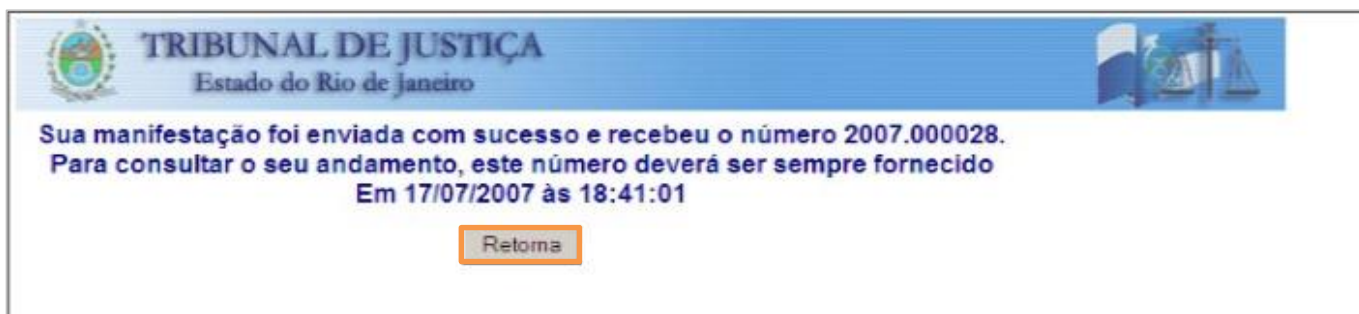 TRIBUNAL DE JUSTIÇA
Estado do Rio de Janeiro
Sua manifestação foi enviada com sucesso e recebeu o número 2007.000028.
Para consultar o seu andamento, este número deverá ser sempre fornecido
Em 17/07/2007 às 18:41:01
Retorna